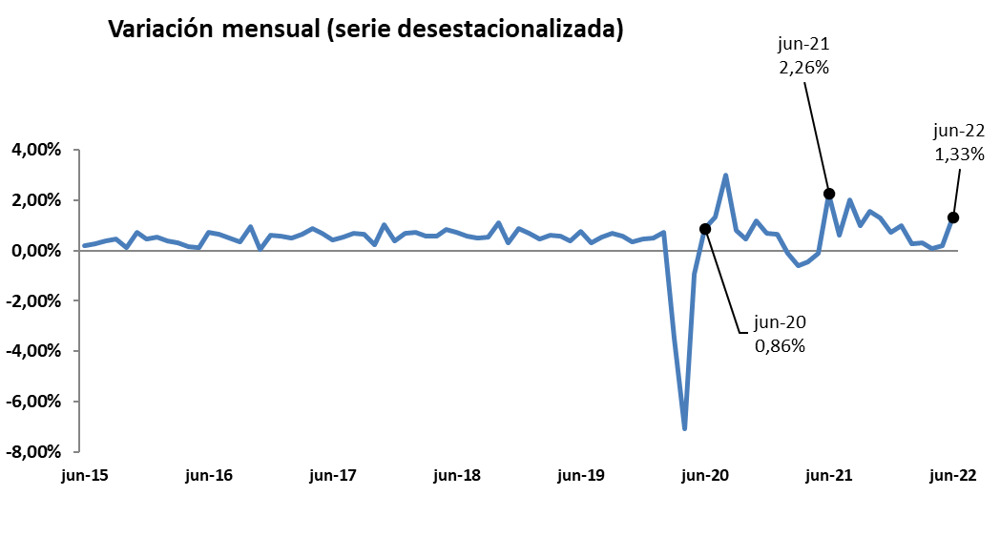 Variación mensual (serie desestacionalizada)
jun-21
2,26%
jun-22
1,33%
4,00%
2,00%
0,00%
-2,00%
-4,00%
-6,00%
-8,00%
jun-20
0,86%
jun-15
jun-16
jun-17
jun-18
jun-19
jun-20
jun-21
jun-22